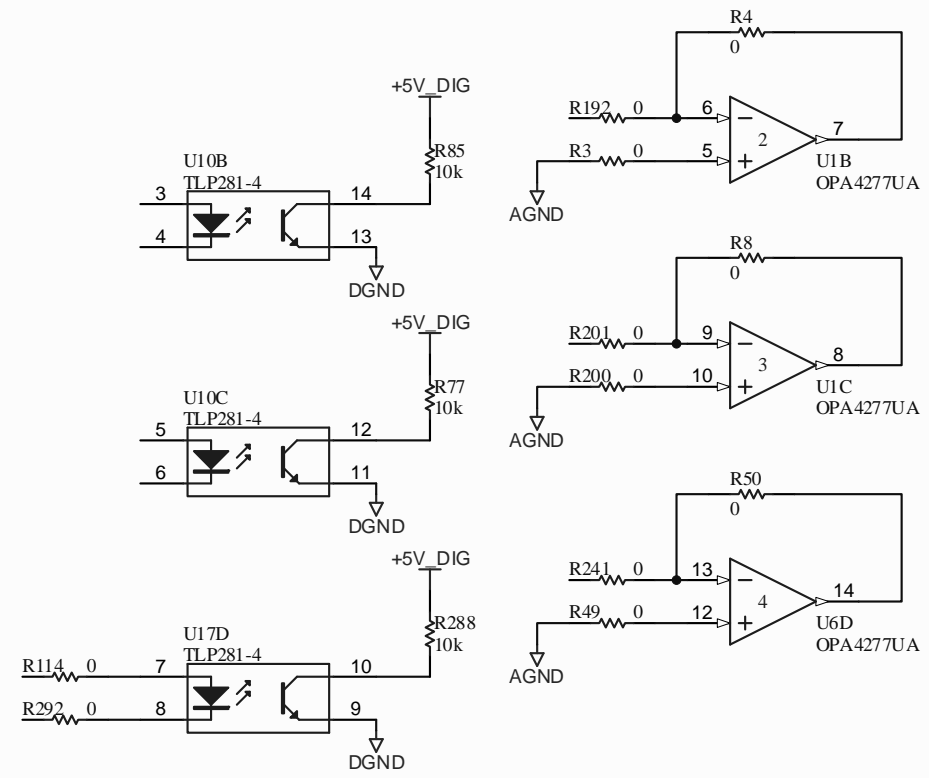 +5V_DIG
R85
10k
U10B
TLP281-4
3
14
4
13
DGND
+5V_DIG
R77
10k
U10C
TLP281-4
5
12
6
11
DGND
+5V_DIG
R288
10k
U17D
TLP281-4
R114 0
7
10
R292 0
8
9
DGND
R4
0
R192 0
6
2
7
R3 0
5
U1B
OPA4277UA
AGND
R8
0
R201 0
9
3
8
R200 0
10
U1C
OPA4277UA
AGND
R50
0
R241 0
13
4
14
R49 0
12
U6D
OPA4277UA
AGND